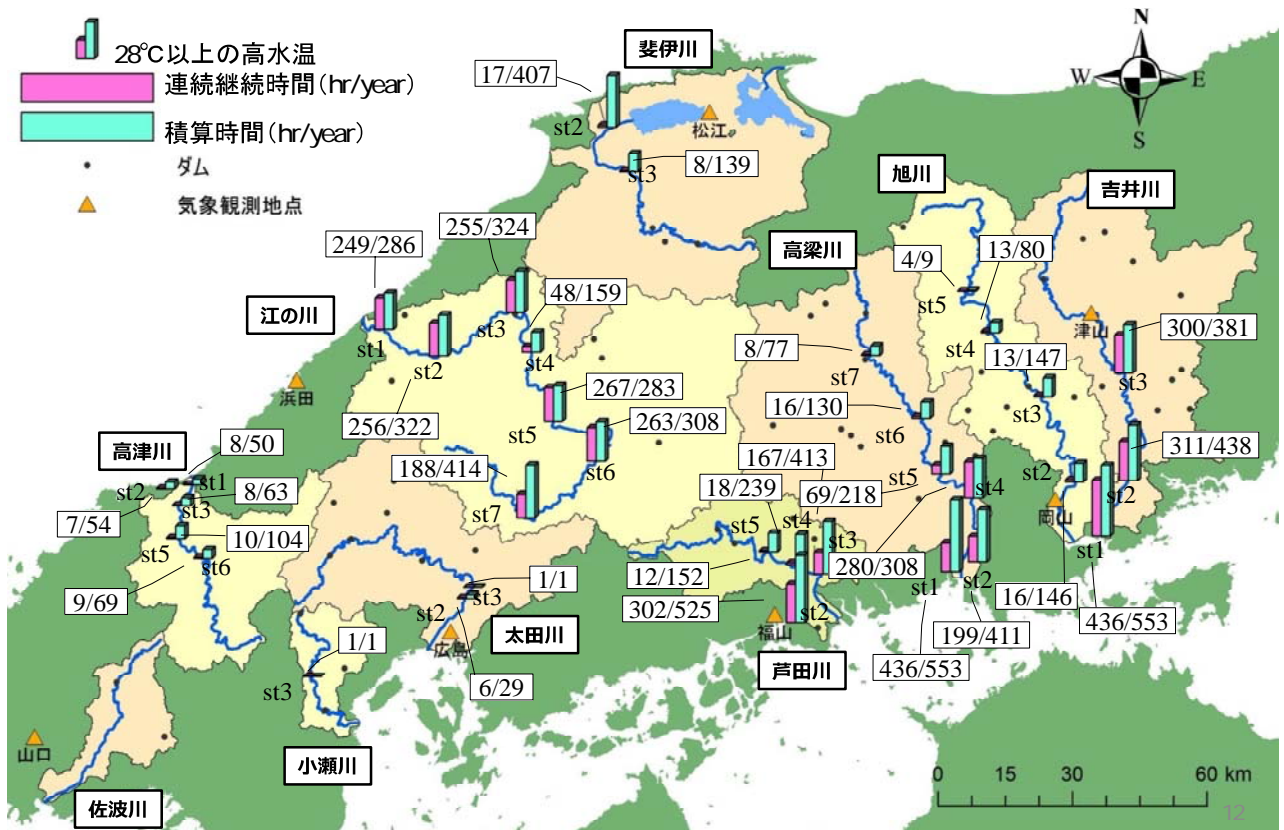 28℃以上の高水温
連続継続時間(hr/year)
積算時間(hr/year)
ダム
気象観測地点
N
W
E
S
斐伊川
17/407
st2
松江
8/139
st3
旭川
吉井川
高梁川
4/9
13/80
st5
st4
津山
300/381
st3
13/147
st3
311/438
st2
255/324
249/286
48/159
江の川
st1
st2
st3
st4
256/322
267/283
st5
263/308
st6
188/414
st7
浜田
8/77
st7
16/130
st6
167/413
69/218
st5
st4
18/239
st5
st4
st3
st2
岡山
st1
12/152
280/308
st1
st2
302/525
st2
福山
16/146
436/553
199/411
436/553
芦田川
高津川
8/50
st2
st1
8/63
st3
7/54
10/104
st5
st6
9/69
1/1
st3
st2
太田川
広島
6/29
1/1
st3
小瀬川
山口
佐波川
0 15 30 60 km
12